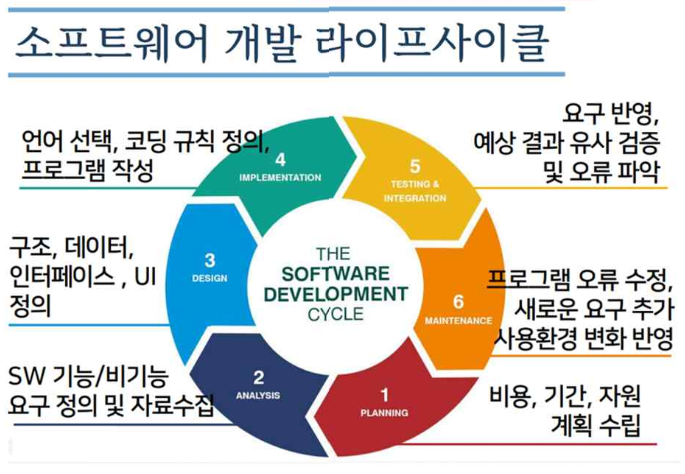 소프트웨어 개발 라이프사이클
언어 선택, 코딩 규칙 정의,
프로그램 작성
4
IMPLEMENTATION
요구 반영,
예상 결과 유사 검증
및 오류 파악
5
TESTING &
INTEGRATION
구조, 데이터,
인터페이스 , UI
정의
3
DESIGN
THE
SOFTWARE
DEVELOPMENT
CYCLE
6
MAINTENANCE
프로그램 오류 수정,
새로운 요구 추가
사용환경 변화 반영
SW 기능/비기능
요구 정의 및 자료수집
2
ANALYSIS
1
PLANNING
비용, 기간, 자원
계획 수립